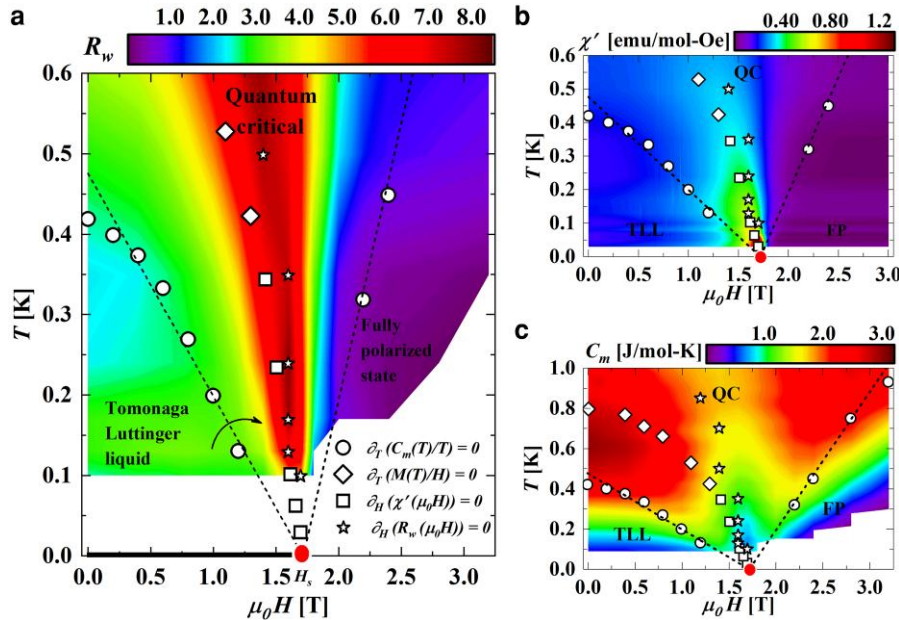 a
1.0 2.0 3.0 4.0 5.0 6.0 7.0 8.0
R_w
0.6
0.5
0.4
0.3
0.2
0.1
0.0
T [K]
Quantum
critical
Fully
polarized
state
Tomonaga
Luttinger
liquid
∂_T (C_m(T)/T) = 0
∂_T (M(T)/H) = 0
∂_H (χ′ (μ₀H)) = 0
∂_H (R_w (μ₀H)) = 0
0.0 0.5 1.0 1.5 H_s 2.0 2.5 3.0
μ₀H [T]
b
χ′ [emu/mol-Oe]
0.40 0.80 1.2
0.6
0.5
0.4
0.3
0.2
0.1
0.0
T [K]
QC
TLL
FP
0.0 0.5 1.0 1.5 2.0 2.5 3.0
μ₀H [T]
c
C_m [J/mol-K]
1.0 2.0 3.0
1.0
0.8
0.6
0.4
0.2
0.0
T [K]
QC
TLL
FP
0.0 0.5 1.0 1.5 2.0 2.5 3.0
μ₀H [T]